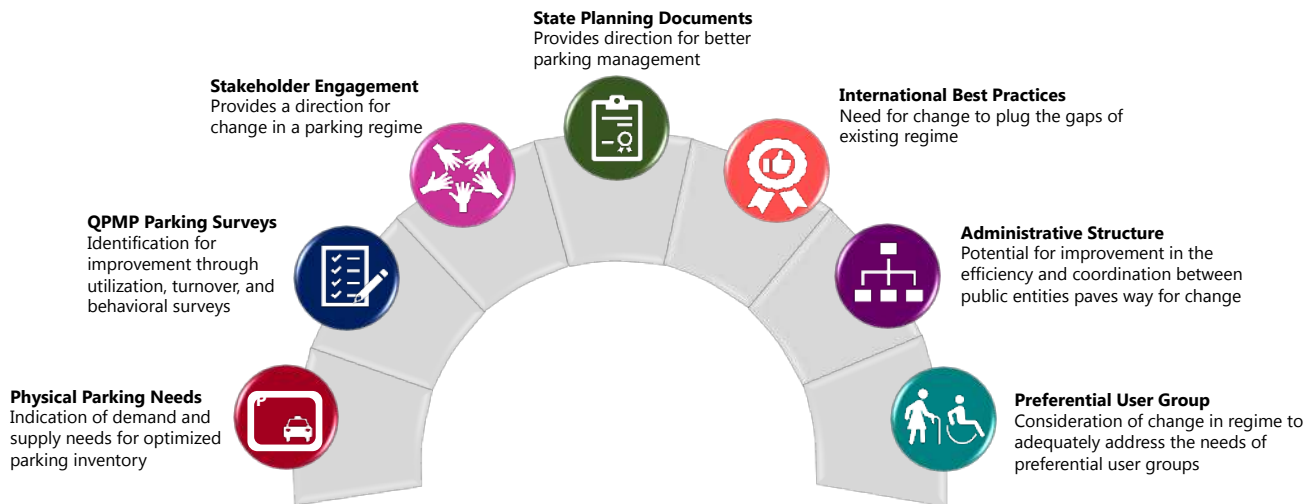 State Planning Documents
Provides direction for better
parking management
Stakeholder Engagement
Provides a direction for
change in a parking regime
International Best Practices
Need for change to plug the gaps of
existing regime
QPMP Parking Surveys
Identification for
improvement through
utilization, turnover, and
behavioral surveys
Administrative Structure
Potential for improvement in the
efficiency and coordination between
public entities paves way for change
Physical Parking Needs
Indication of demand and
supply needs for optimized
parking inventory
P
Preferential User Group
Consideration of change in regime to
adequately address the needs of
preferential user groups